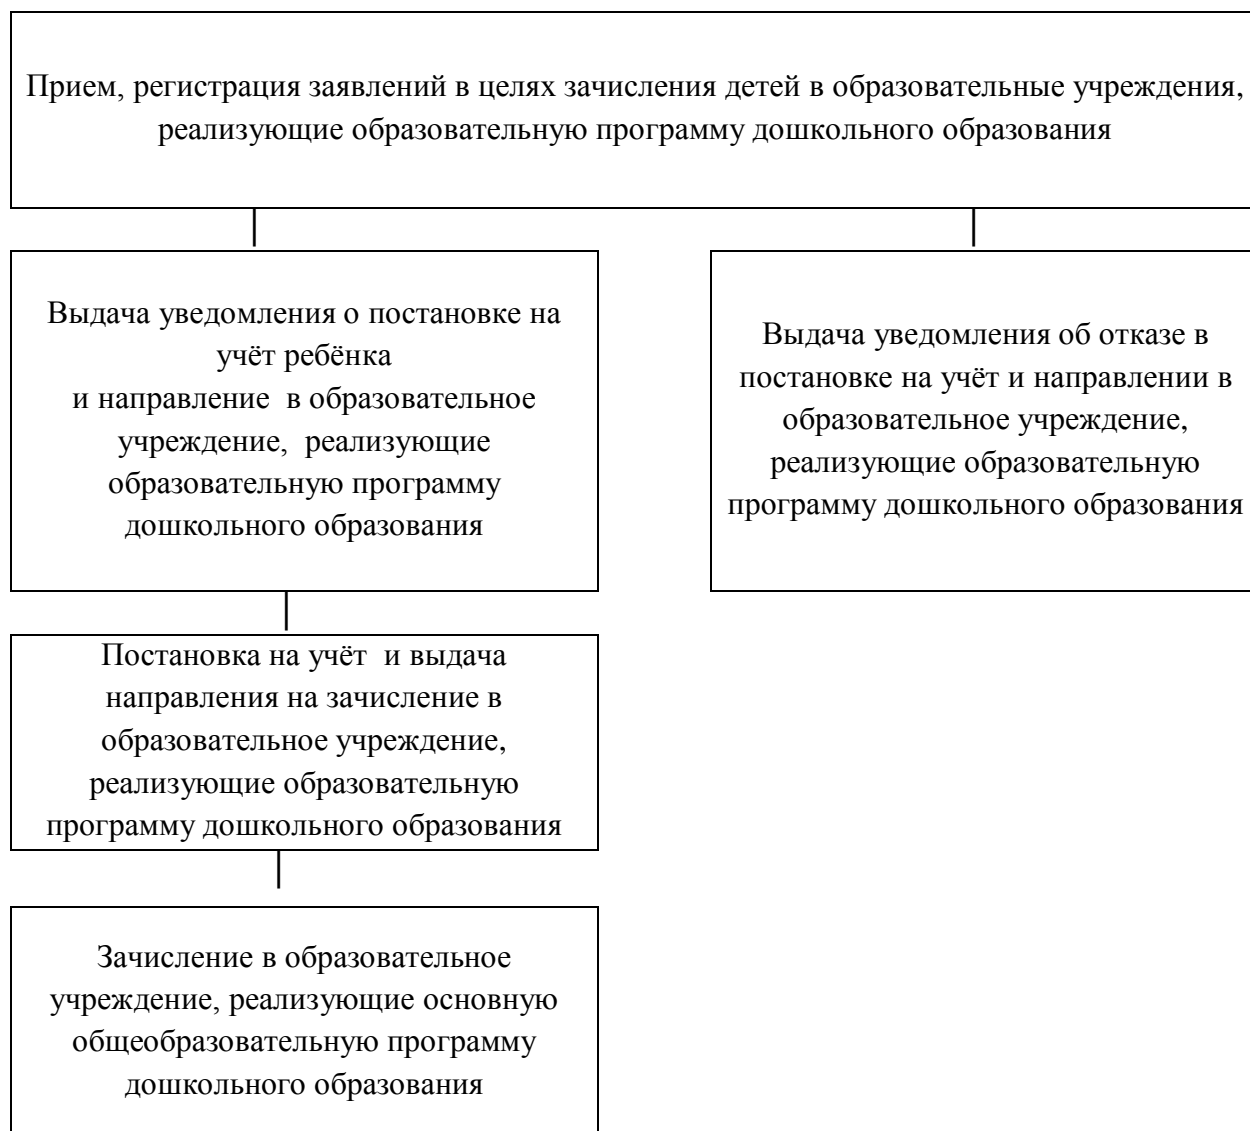 Прием, регистрация заявлений в целях зачисления детей в образовательные учреждения,
реализующие образовательную программу дошкольного образования
Выдача уведомления о постановке на
учёт ребёнка
и направление в образовательное
учреждение, реализующие
образовательную программу
дошкольного образования
Выдача уведомления об отказе в
постановке на учёт и направлении в
образовательное учреждение,
реализующие образовательную
программу дошкольного образования
Постановка на учёт и выдача
направления на зачисление в
образовательное учреждение,
реализующие образовательную
программу дошкольного образования
Зачисление в образовательное
учреждение, реализующие основную
общеобразовательную программу
дошкольного образования